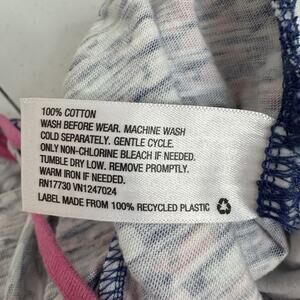 100% COTTON
WASH BEFORE WEAR. MACHINE WASH
COLD SEPARATELY. GENTLE CYCLE.
ONLY NON-CHLORINE BLEACH IF NEEDED.
TUMBLE DRY LOW. REMOVE PROMPTLY.
WARM IRON IF NEEDED.
RN17730 VN1247024
LABEL MADE FROM 100% RECYCLED PLASTIC